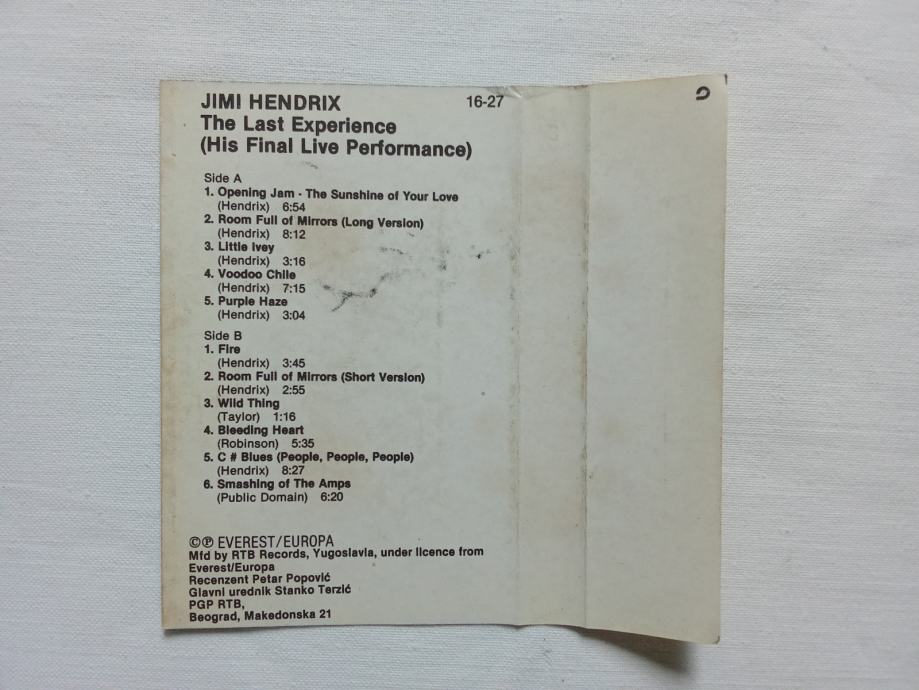 JIMI HENDRIX 16-27
The Last Experience
(His Final Live Performance)
Side A
1. Opening Jam - The Sunshine of Your Love
(Hendrix) 6:54
2. Room Full of Mirrors (Long Version)
(Hendrix) 8:12
3. Little Ivey
(Hendrix) 3:16
4. Voodoo Chile
(Hendrix) 7:15
5. Purple Haze
(Hendrix) 3:04
Side B
1. Fire
(Hendrix) 3:45
2. Room Full of Mirrors (Short Version)
(Hendrix) 2:55
3. Wild Thing
(Taylor) 1:16
4. Bleeding Heart
(Robinson) 5:35
5. C # Blues (People, People, People)
(Hendrix) 8:27
6. Smashing of The Amps
(Public Domain) 6:20
©℗ EVEREST/EUROPA
Mfd by RTB Records, Yugoslavia, under licence from
Everest/Europa
Recenzent Petar Popović
Glavni urednik Stanko Terzić
PGP RTB,
Beograd, Makedonska 21